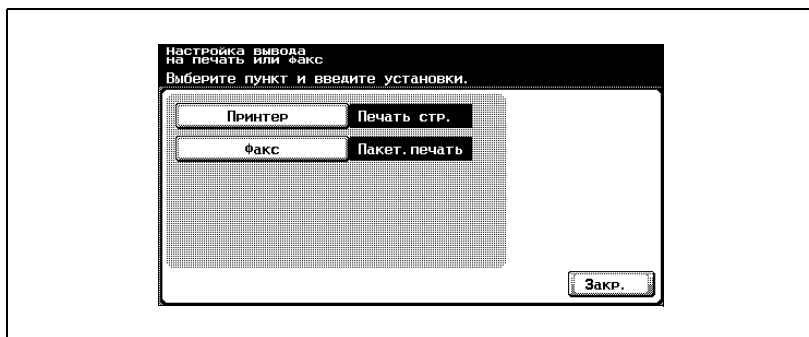 Настройка вывода
на печать или факс
Выберите пункт и введите установки.
Принтер Печать стр.
Факс Пакет.печать
Закр.